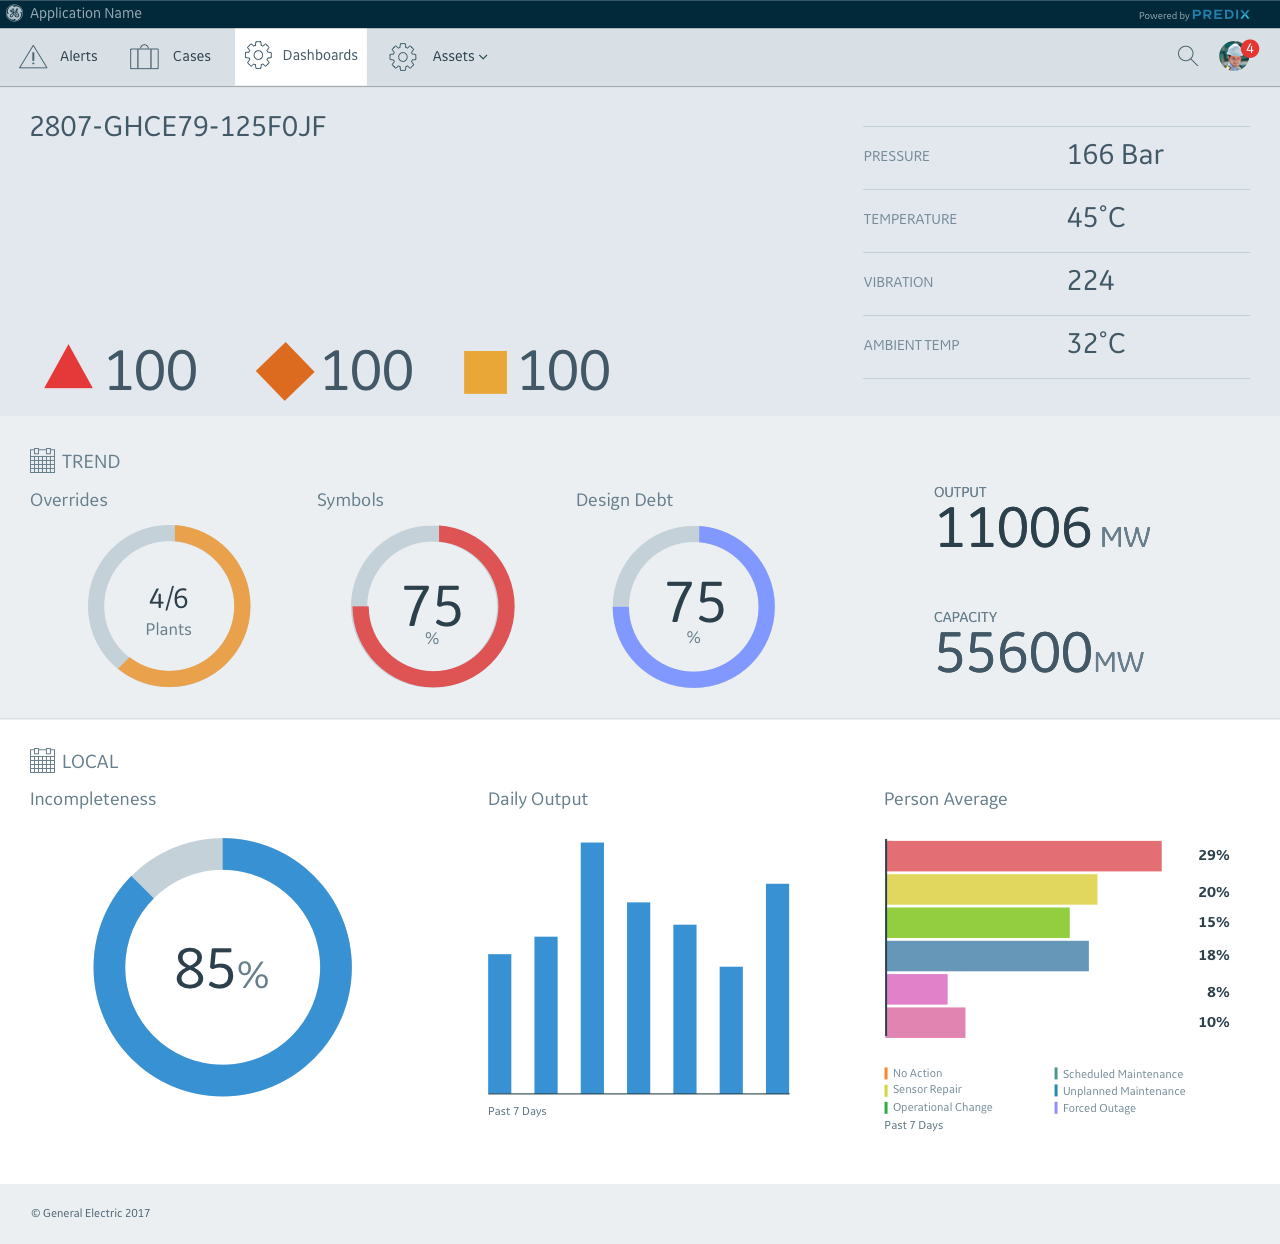 Application Name
Powered by PREDIX
Alerts
Cases
Dashboards
Assets
4
2807-GHCE79-125F0JF
PRESSURE 166 Bar
TEMPERATURE 45°C
VIBRATION 224
AMBIENT TEMP 32°C
100 100 100
TREND
Overrides
4/6
Plants
Symbols
75
%
Design Debt
75
%
OUTPUT
11006 MW
CAPACITY
55600MW
LOCAL
Incompleteness
85%
Daily Output
Past 7 Days
Person Average
29%
20%
15%
18%
8%
10%
No Action
Sensor Repair
Operational Change
Scheduled Maintenance
Unplanned Maintenance
Forced Outage
Past 7 Days
© General Electric 2017